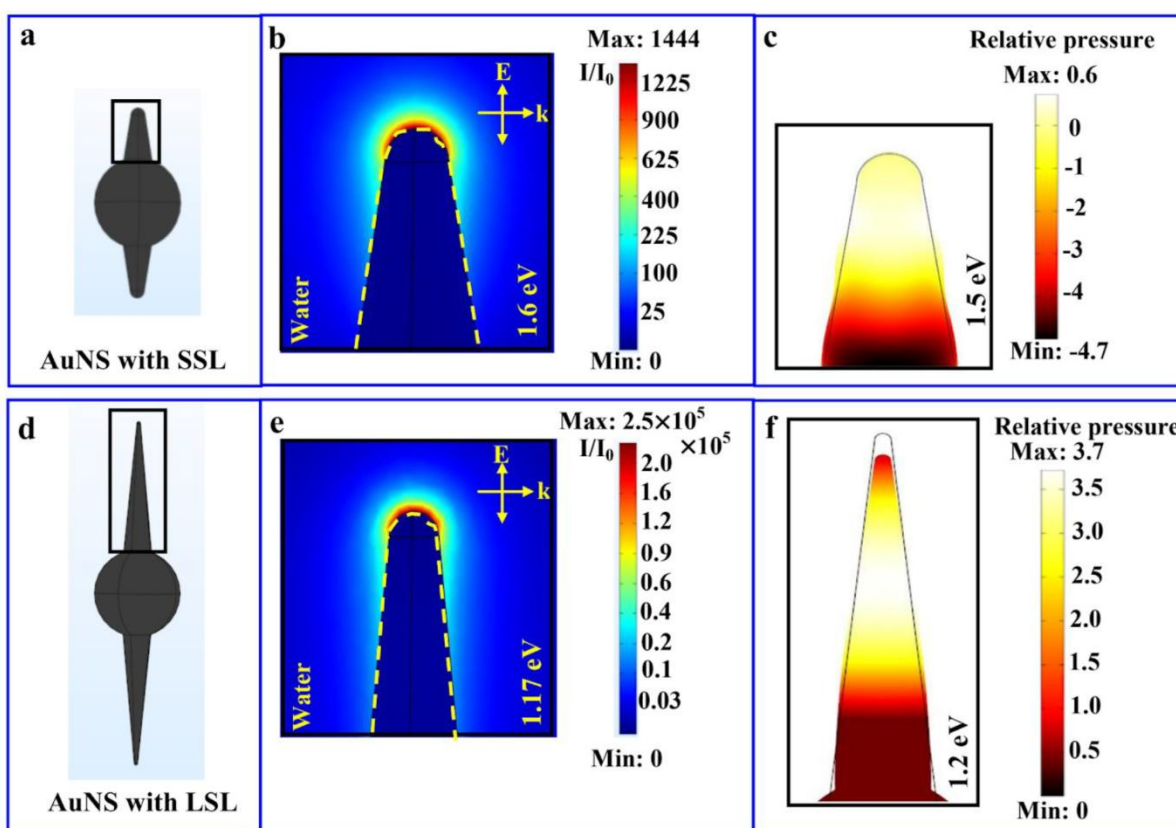 a
AuNS with SSL
b
Max: 1444
I/I₀
1225
900
625
400
225
100
25
Min: 0
E
k
Water
1.6 eV
c
Relative pressure
Max: 0.6
0
-1
-2
-3
-4
Min: -4.7
1.5 eV
d
AuNS with LSL
e
Max: 2.5×10⁵
I/I₀ ×10⁵
2.0
1.6
1.2
0.9
0.6
0.4
0.2
0.1
0.03
Min: 0
E
k
Water
1.17 eV
f
Relative pressure
Max: 3.7
3.5
3.0
2.5
2.0
1.5
1.0
0.5
Min: 0
1.2 eV